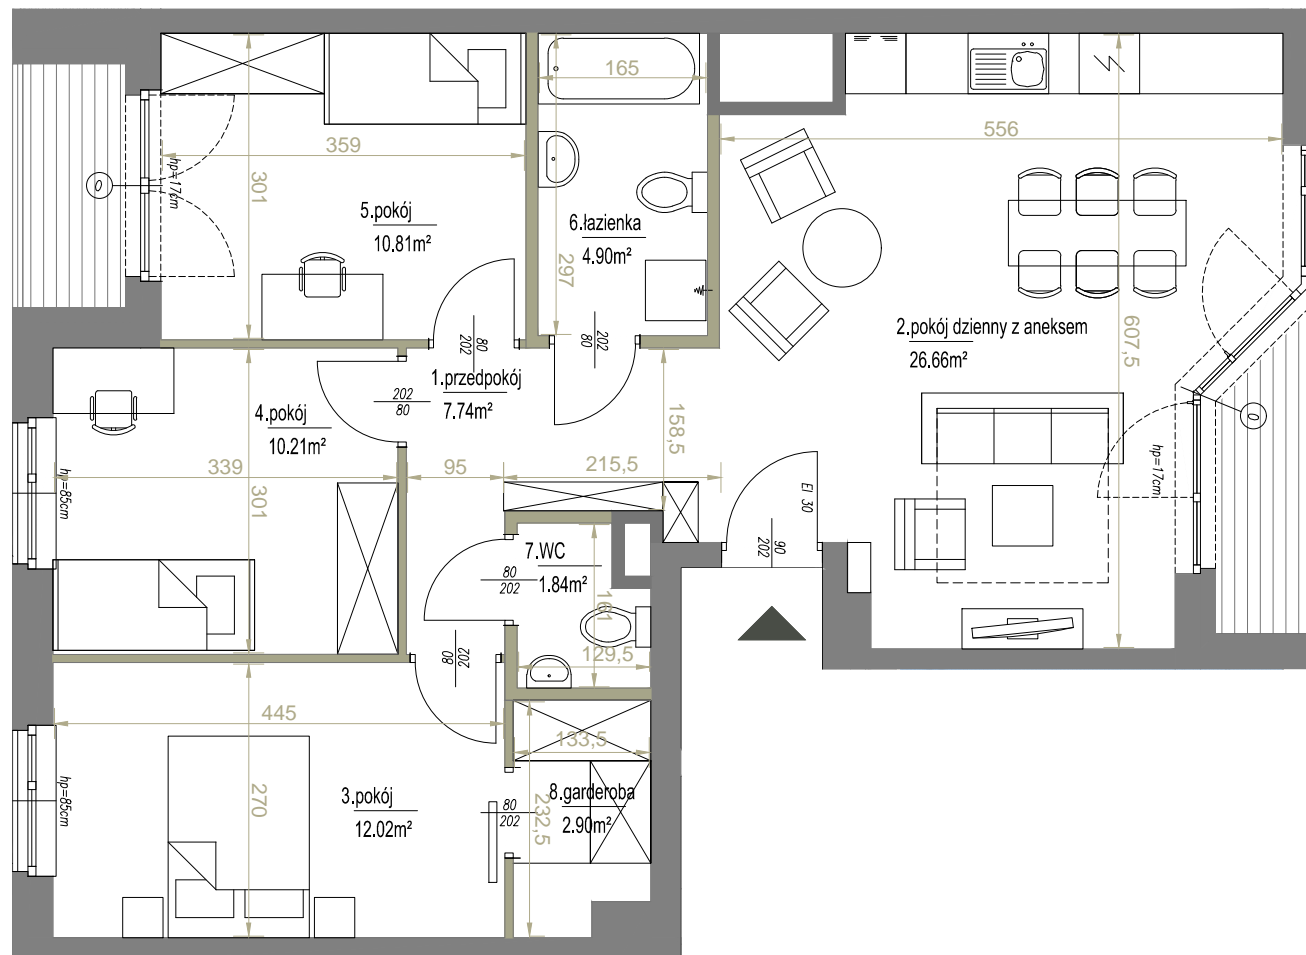 165
556
359
301
hp=17cm
5.pokój
10.81m²
6.łazienka
4.90m²
297
2.pokój dzienny z aneksem
26.66m²
607,5
80
202
202
80
1.przedpokój
7.74m²
202
80
4.pokój
10.21m²
158,5
339
95
215,5
301
hp=85cm
hp=17cm
EI 30
90
202
7.WC
1.84m²
80
202
161
129,5
202
80
445
133,5
270
hp=85cm
3.pokój
12.02m²
80
202
232,5
8.garderoba
2.90m²